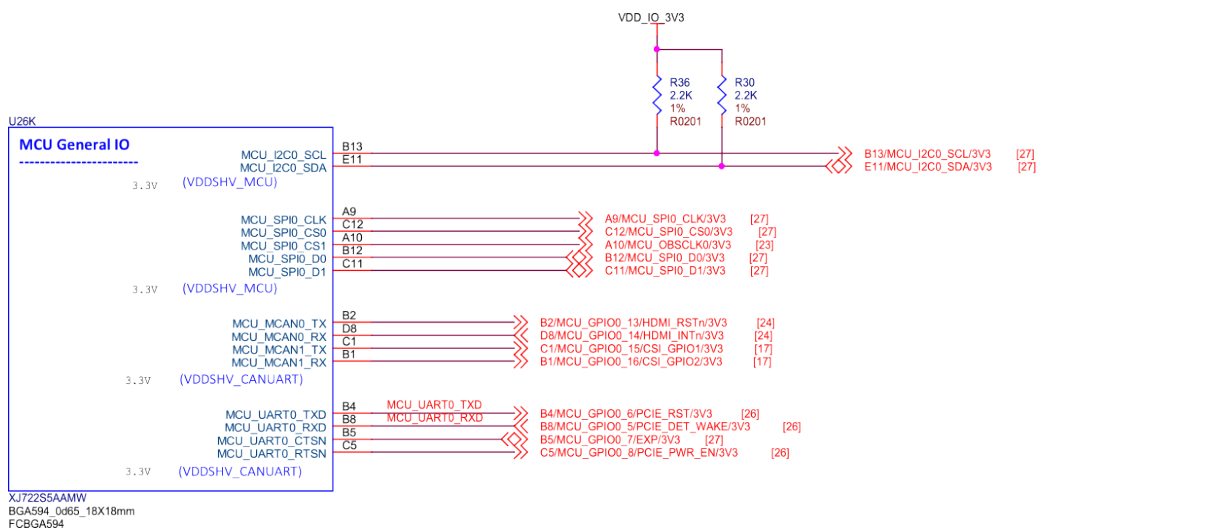 VDD_IO_3V3
R36
2.2K
1%
R0201
R30
2.2K
1%
R0201
U26K
MCU General IO
-----------------------
MCU_I2C0_SCL B13 B13/MCU_I2C0_SCL/3V3 [27]
MCU_I2C0_SDA E11 E11/MCU_I2C0_SDA/3V3 [27]
3.3V (VDDSHV_MCU)
MCU_SPI0_CLK A9 A9/MCU_SPI0_CLK/3V3 [27]
MCU_SPI0_CS0 C12 C12/MCU_SPI0_CS0/3V3 [27]
MCU_SPI0_CS1 A10 A10/MCU_OBSCLK0/3V3 [23]
MCU_SPI0_D0 B12 B12/MCU_SPI0_D0/3V3 [27]
MCU_SPI0_D1 C11 C11/MCU_SPI0_D1/3V3 [27]
3.3V (VDDSHV_MCU)
MCU_MCAN0_TX B2 B2/MCU_GPIO0_13/HDMI_RSTn/3V3 [24]
MCU_MCAN0_RX D8 D8/MCU_GPIO0_14/HDMI_INTn/3V3 [24]
MCU_MCAN1_TX C1 C1/MCU_GPIO0_15/CSI_GPIO1/3V3 [17]
MCU_MCAN1_RX B1 B1/MCU_GPIO0_16/CSI_GPIO2/3V3 [17]
3.3V (VDDSHV_CANUART)
MCU_UART0_TXD B4 MCU_UART0_TXD B4/MCU_GPIO0_6/PCIE_RST/3V3 [26]
MCU_UART0_RXD B8 MCU_UART0_RXD B8/MCU_GPIO0_5/PCIE_DET_WAKE/3V3 [26]
MCU_UART0_CTSN B5 B5/MCU_GPIO0_7/EXP/3V3 [27]
MCU_UART0_RTSN C5 C5/MCU_GPIO0_8/PCIE_PWR_EN/3V3 [26]
3.3V (VDDSHV_CANUART)
XJ722S5AAMW
BGA594_0d65_18X18mm
FCBGA594